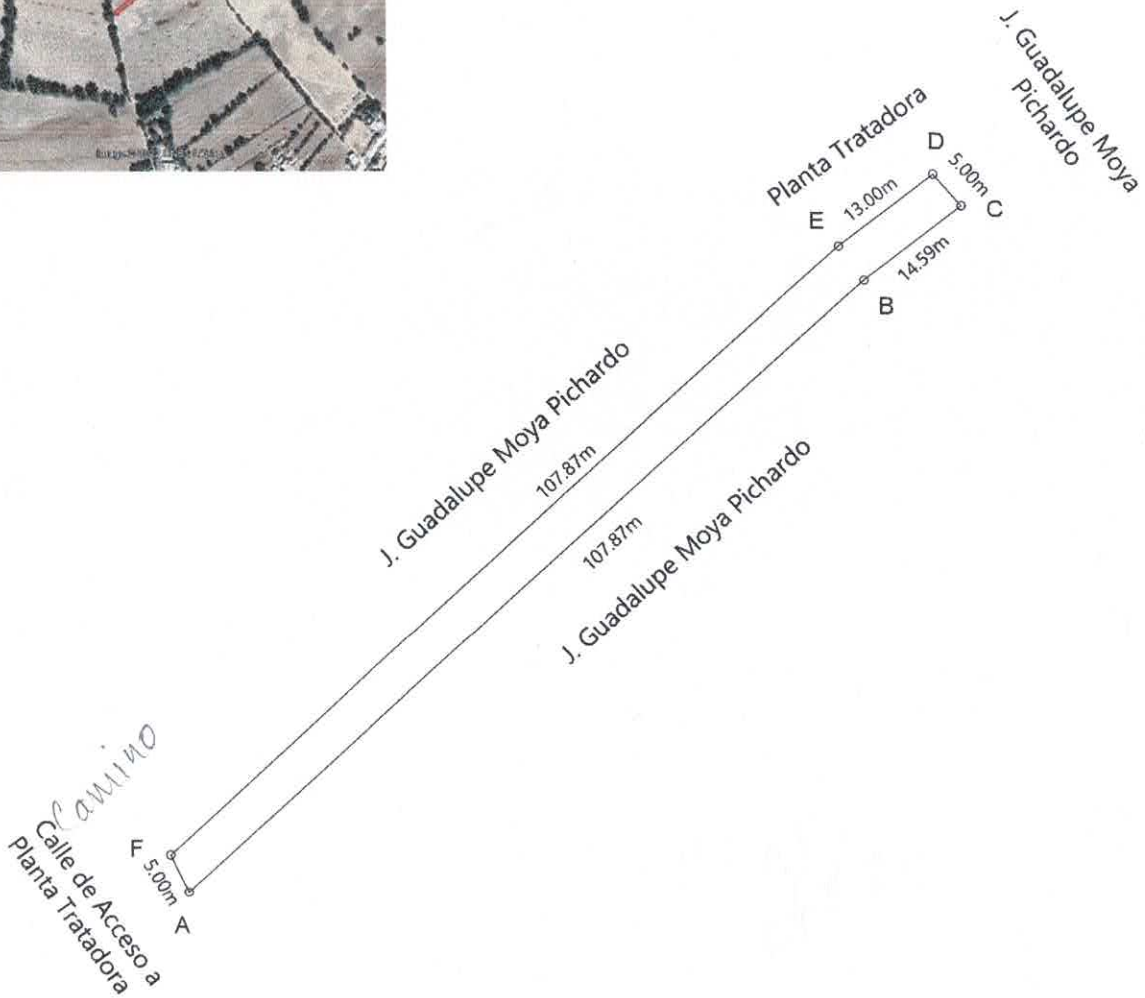 J. Guadalupe Moya
Pichardo
Planta Tratadora
D
5.00m
C
13.00m
E
14.59m
B
J. Guadalupe Moya Pichardo
107.87m
107.87m
J. Guadalupe Moya Pichardo
Camino
F
5.00m
A
Calle de Acceso a
Planta Tratadora